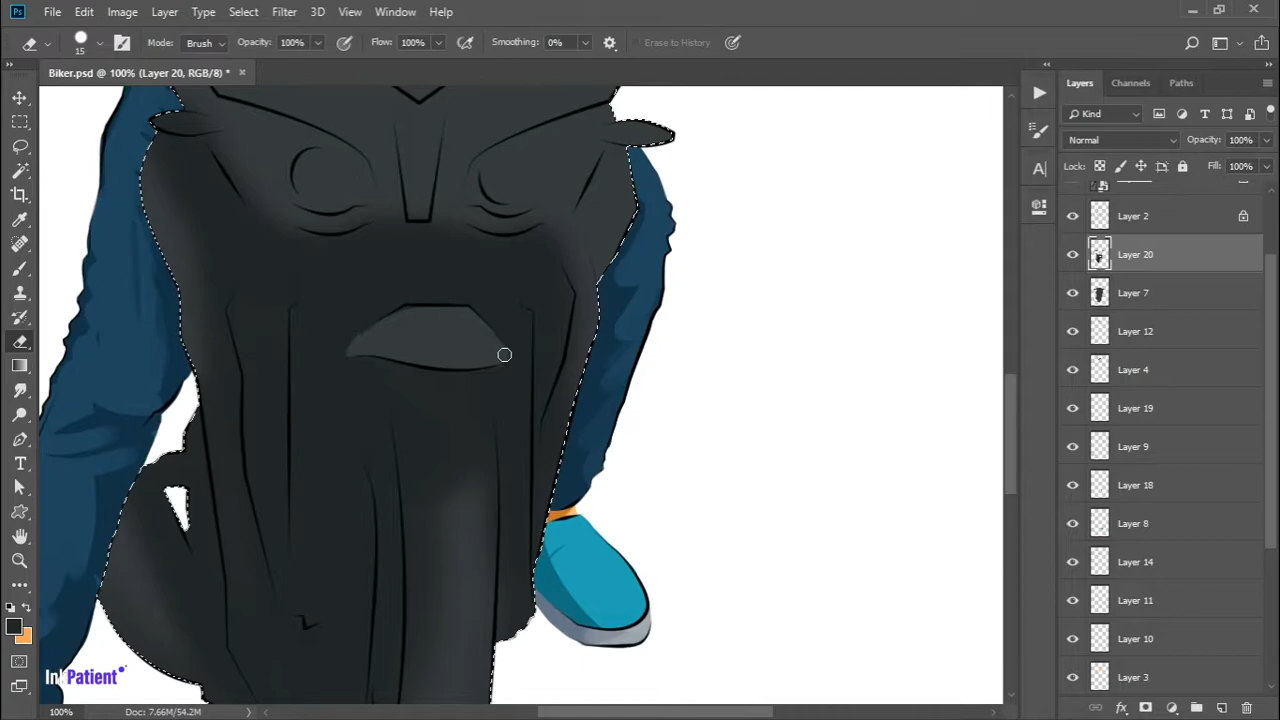 Ps File Edit Image Layer Type Select Filter 3D View Window Help
15 Mode: Brush Opacity: 100% Flow: 100% Smoothing: 0% Erase to History
Biker.psd @ 100% (Layer 20, RGB/8) *
Layers Channels Paths
Kind
Normal Opacity: 100%
Lock: Fill: 100%
Layer 2
Layer 20
Layer 7
Layer 12
Layer 4
Layer 19
Layer 9
Layer 18
Layer 8
Layer 14
Layer 11
Layer 10
Layer 3
InkPatient
100% Doc: 7.66M/54.2M